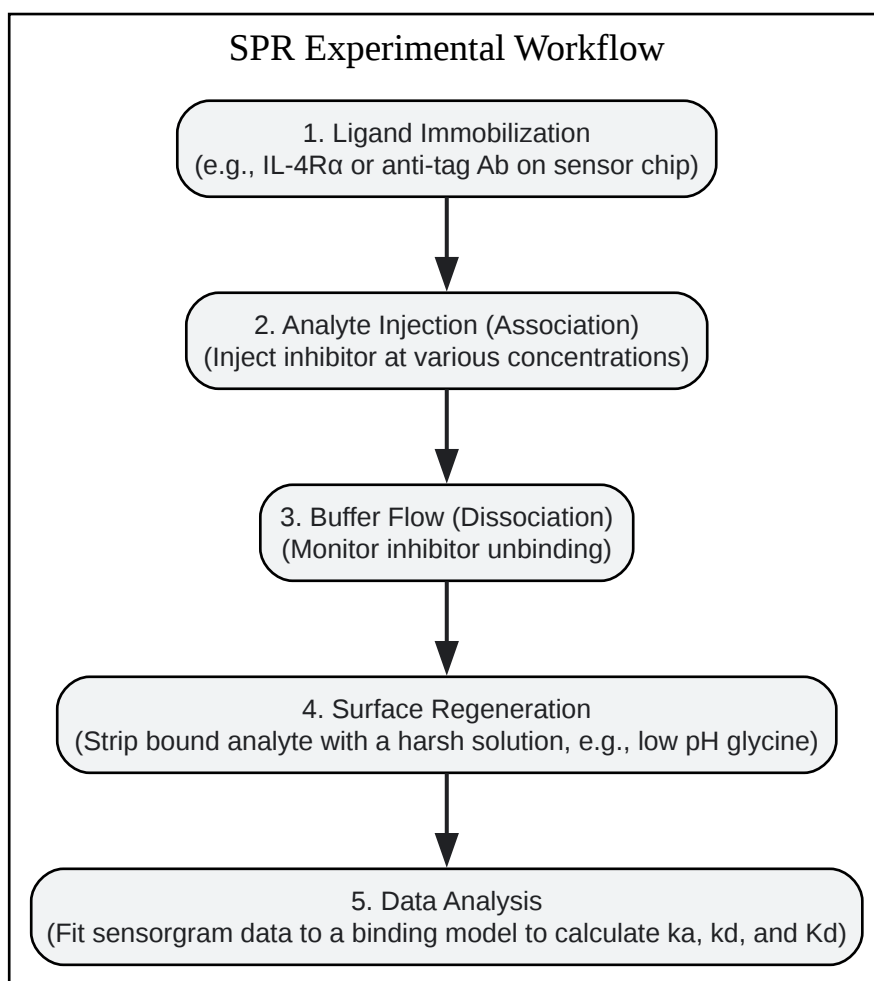 SPR Experimental Workflow
1. Ligand Immobilization
(e.g., IL-4Rα or anti-tag Ab on sensor chip)
2. Analyte Injection (Association)
(Inject inhibitor at various concentrations)
3. Buffer Flow (Dissociation)
(Monitor inhibitor unbinding)
4. Surface Regeneration
(Strip bound analyte with a harsh solution, e.g., low pH glycine)
5. Data Analysis
(Fit sensorgram data to a binding model to calculate ka, kd, and Kd)